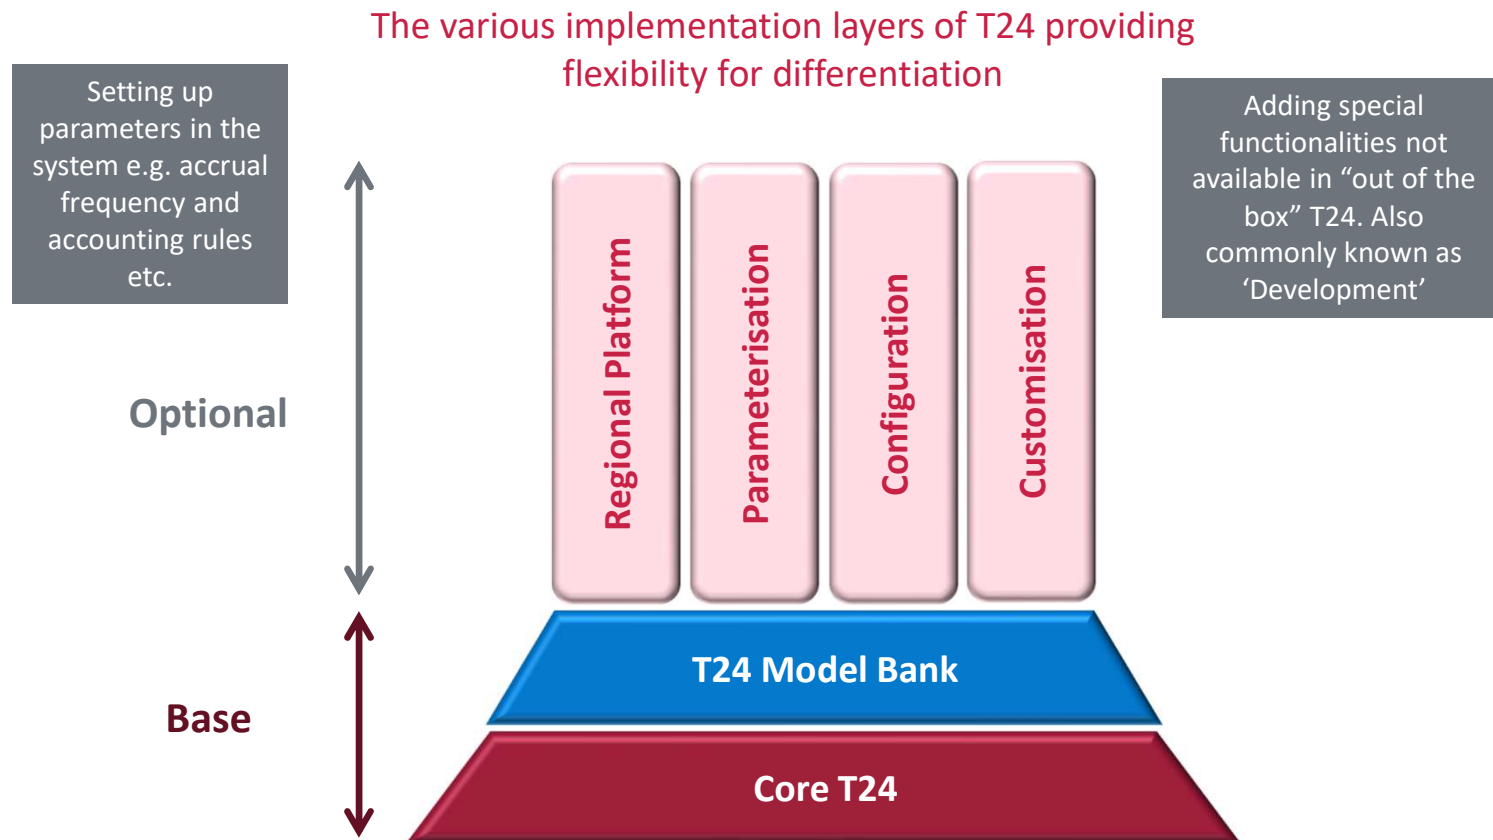 The various implementation layers of T24 providing
flexibility for differentiation
Setting up
parameters in the
system e.g. accrual
frequency and
accounting rules
etc.
Adding special
functionalities not
available in “out of the
box” T24. Also
commonly known as
‘Development’
Optional
Regional Platform
Parameterisation
Configuration
Customisation
Base
T24 Model Bank
Core T24